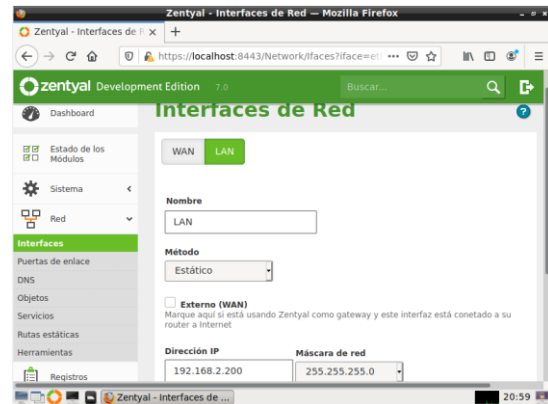 Zentyal - Interfaces de Red — Mozilla Firefox
Zentyal - Interfaces de R
https://localhost:8443/Network/Ifaces?iface=et
zentyal Development Edition 7.0
Buscar...
Interfaces de Red
Dashboard
Estado de los
Módulos
Sistema
Red
Interfaces
Puertas de enlace
DNS
Objetos
Servicios
Rutas estáticas
Herramientas
Registros
WAN LAN
Nombre
LAN
Método
Estático
Externo (WAN)
Marque aquí si está usando Zentyal como gateway y este interfaz está conetado a su
router a Internet
Dirección IP Máscara de red
192.168.2.200 255.255.255.0
Zentyal - Interfaces de ... 20:59